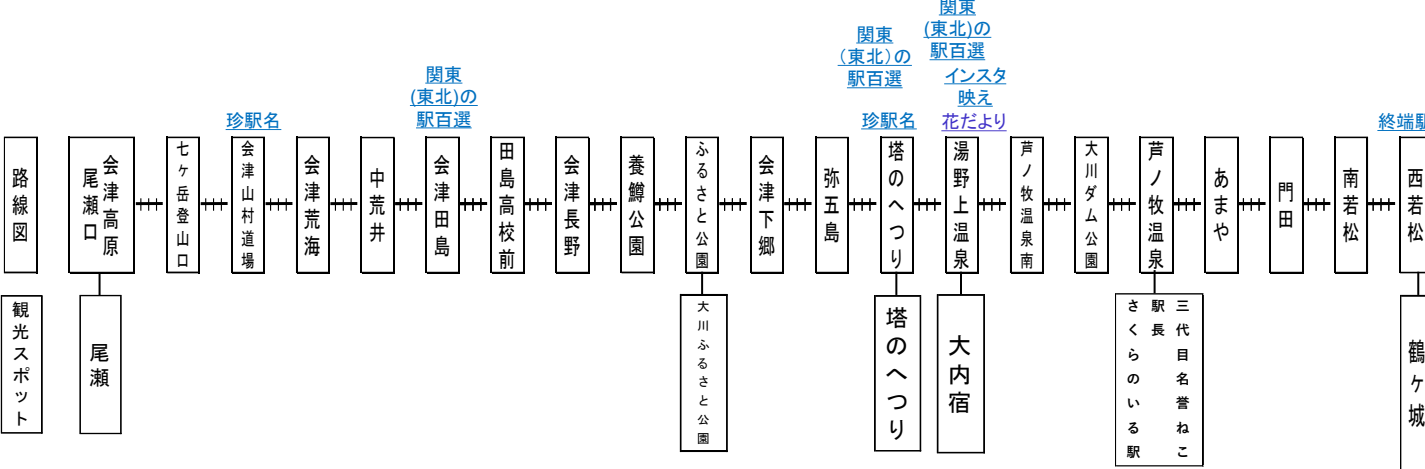 関東
(東北)の
駅百選
関東
（東北）の
駅百選
関東
(東北)の
駅百選
インスタ
映え
珍駅名
珍駅名
花だより
終端駅
路線図
会津高原
尾瀬口
七ケ岳登山口
会津山村道場
会津荒海
中荒井
会津田島
田島高校前
会津長野
養鱒公園
ふるさと公園
会津下郷
弥五島
塔のへつり
湯野上温泉
芦ノ牧温泉南
大川ダム公園
芦ノ牧温泉
あまや
門田
南若松
西若松
観光スポット
尾瀬
大川ふるさと公園
塔のへつり
大内宿
三代目名誉ねこ
駅長
さくらのいる駅
鶴ケ城